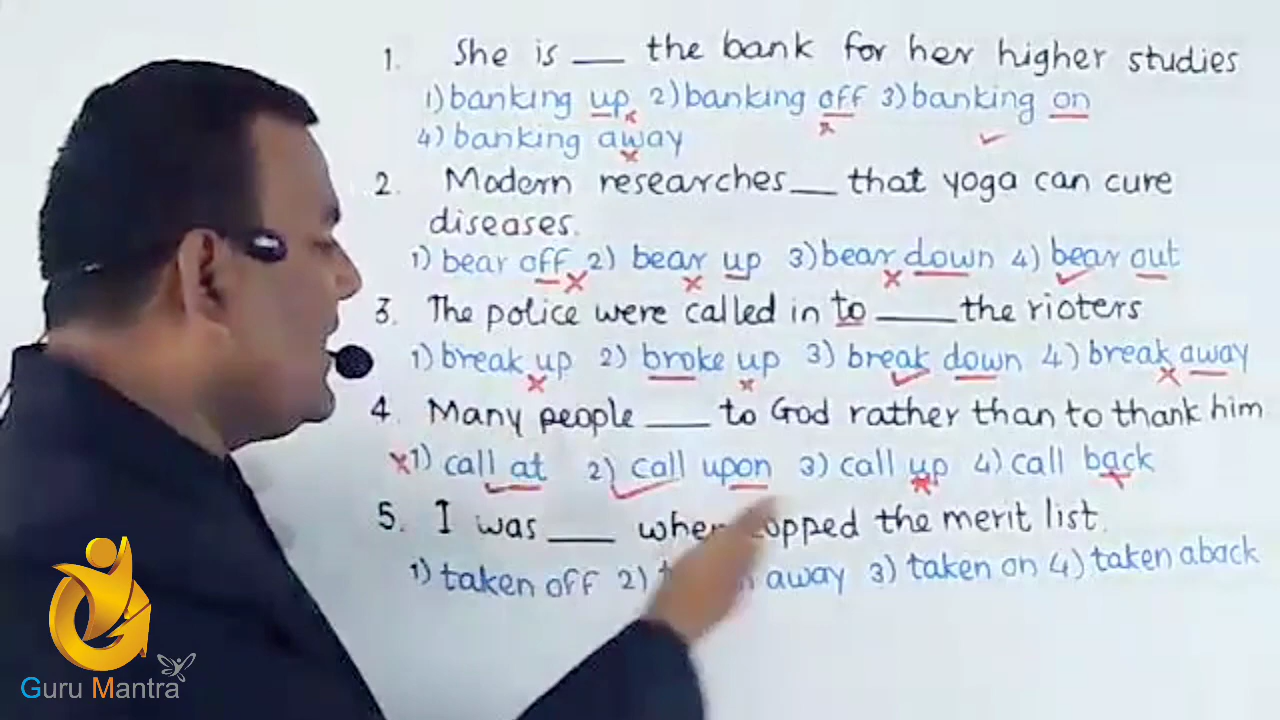 1. She is ___ the bank for her higher studies
1) banking up 2) banking off 3) banking on
4) banking away
2. Modern researches ___ that yoga can cure
diseases.
1) bear off 2) bear up 3) bear down 4) bear out
3. The police were called in to ____ the rioters
1) break up 2) broke up 3) break down 4) break away
4. Many people ___ to God rather than to thank him
1) call at 2) call upon 3) call up 4) call back
5. I was ___ when topped the merit list.
1) taken off 2) away 3) taken on 4) taken aback
Guru Mantra